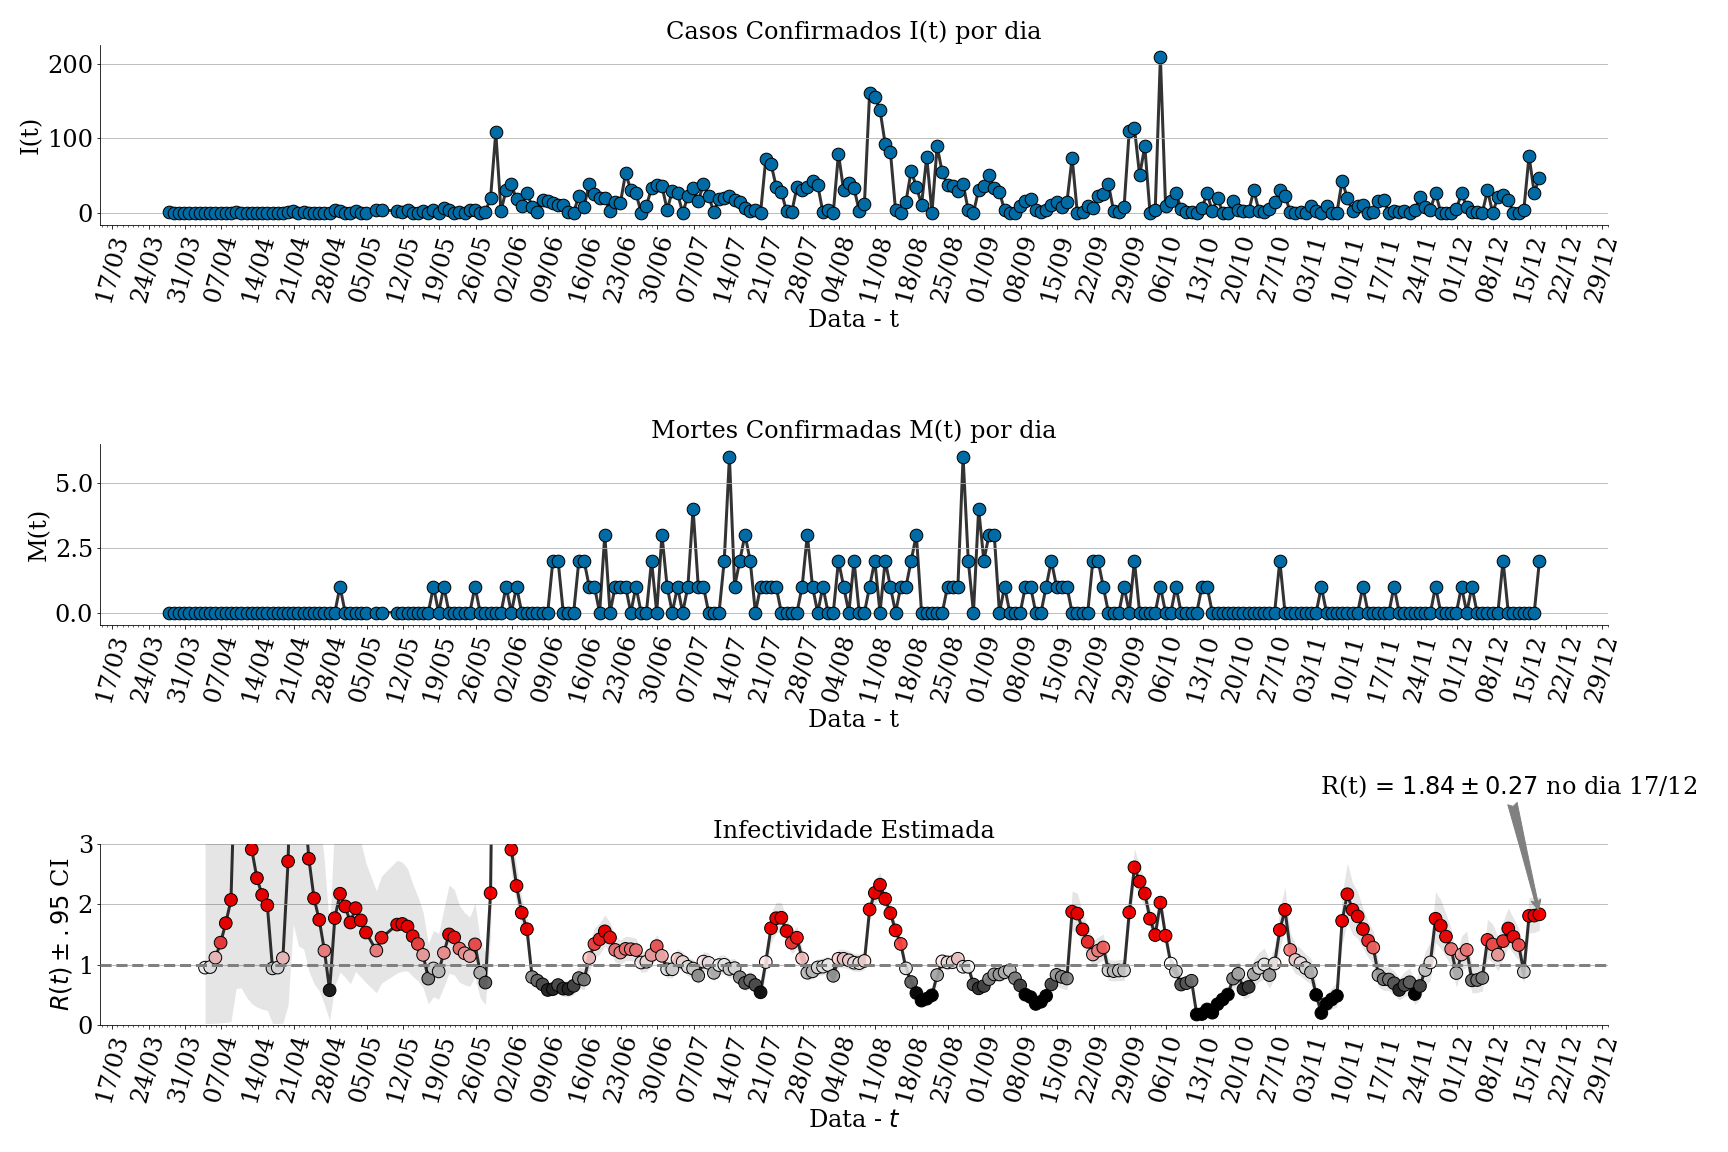 Casos Confirmados I(t) por dia
200
100
0
I(t)
17/03 24/03 31/03 07/04 14/04 21/04 28/04 05/05 12/05 19/05 26/05 02/06 09/06 16/06 23/06 30/06 07/07 14/07 21/07 28/07 04/08 11/08 18/08 25/08 01/09 08/09 15/09 22/09 29/09 06/10 13/10 20/10 27/10 03/11 10/11 17/11 24/11 01/12 08/12 15/12 22/12 29/12
Data - t
Mortes Confirmadas M(t) por dia
5.0
2.5
0.0
M(t)
17/03 24/03 31/03 07/04 14/04 21/04 28/04 05/05 12/05 19/05 26/05 02/06 09/06 16/06 23/06 30/06 07/07 14/07 21/07 28/07 04/08 11/08 18/08 25/08 01/09 08/09 15/09 22/09 29/09 06/10 13/10 20/10 27/10 03/11 10/11 17/11 24/11 01/12 08/12 15/12 22/12 29/12
Data - t
R(t) = 1.84 ± 0.27 no dia 17/12
Infectividade Estimada
3
2
1
0
R(t) ± .95 CI
17/03 24/03 31/03 07/04 14/04 21/04 28/04 05/05 12/05 19/05 26/05 02/06 09/06 16/06 23/06 30/06 07/07 14/07 21/07 28/07 04/08 11/08 18/08 25/08 01/09 08/09 15/09 22/09 29/09 06/10 13/10 20/10 27/10 03/11 10/11 17/11 24/11 01/12 08/12 15/12 22/12 29/12
Data - t